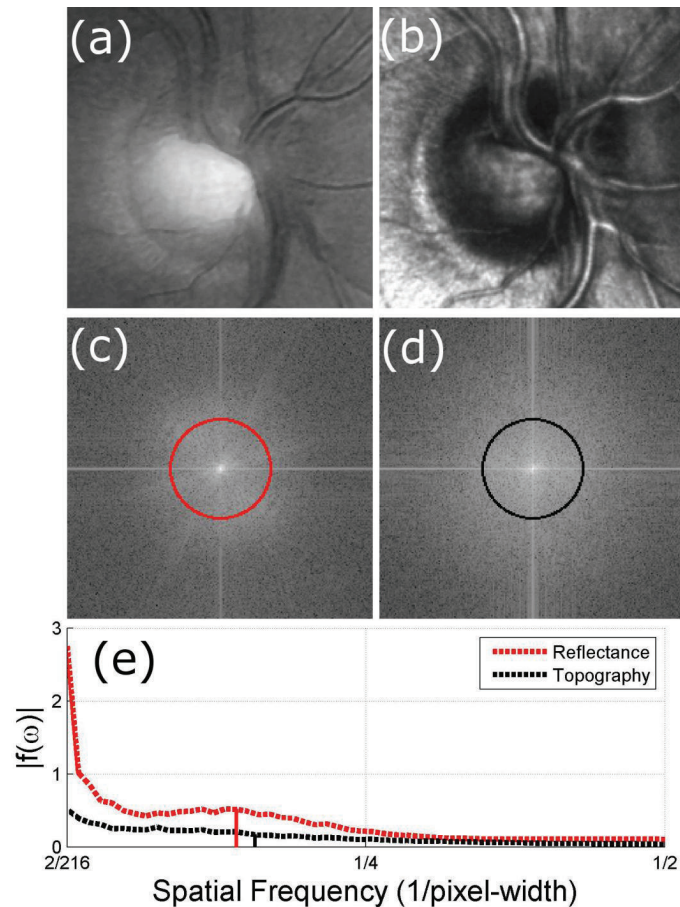 (a)
(b)
(c)
(d)
(e)
3
2
1
0
|f(ω)|
Reflectance
Topography
2/216
1/4
1/2
Spatial Frequency (1/pixel-width)